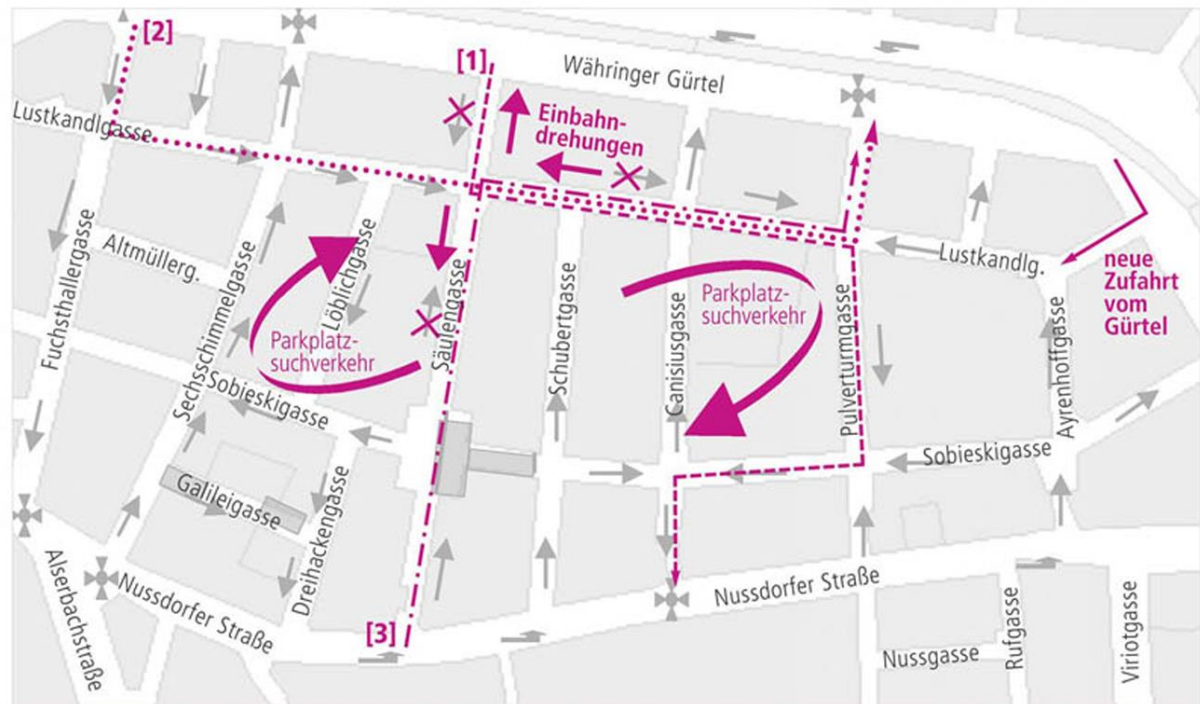 [2]
[1]
Währinger Gürtel
Lustkandlgasse
Einbahn-
drehungen
Lustkandlg.
neue
Zufahrt
vom
Gürtel
Fuchsthallergasse
Altmüllerg.
Sechsschimmelgasse
Löblichgasse
Parkplatz-
suchverkehr
Säulengasse
Schubertgasse
Canisiusgasse
Parkplatz-
suchverkehr
Pulverturmgasse
Ayrenhoffgasse
Sobieskigasse
Sobieskigasse
Galileigasse
Dreihackengasse
Alserbachstraße
Nussdorfer Straße
[3]
Nussdorfer Straße
Nussgasse
Rufgasse
Viriotgasse